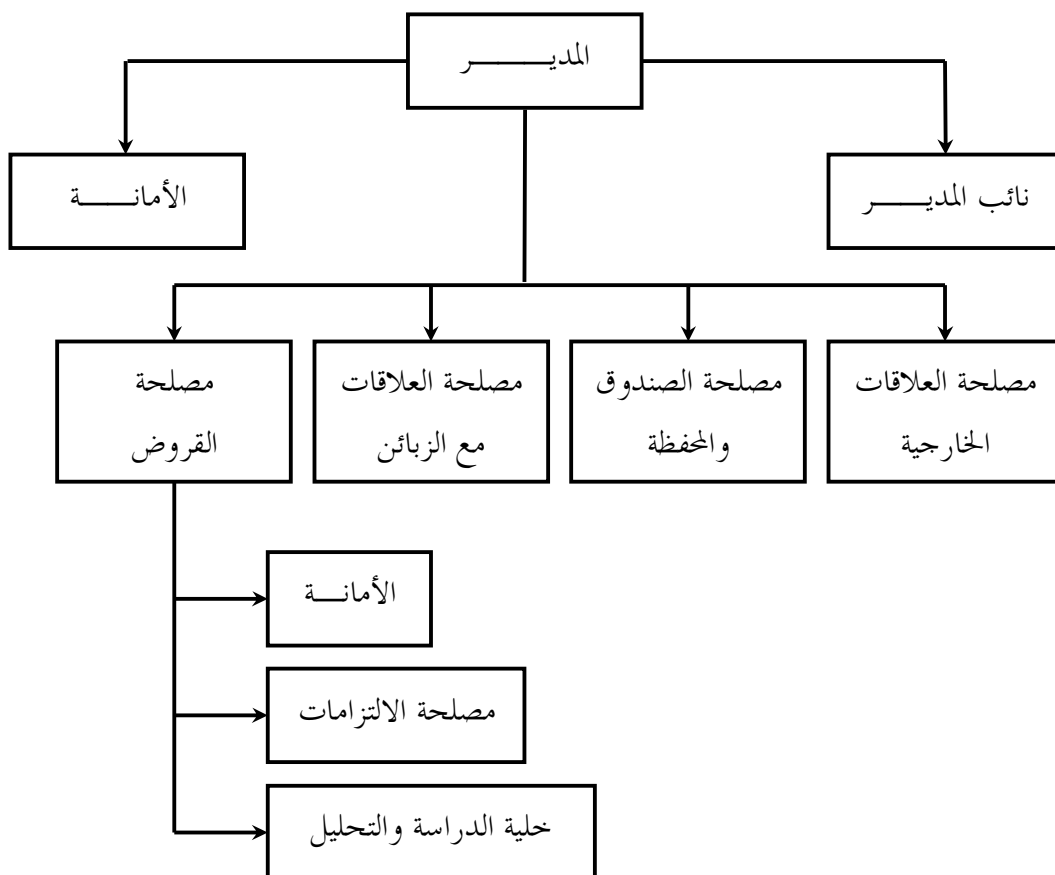 المديـــــــر
نائب المديـــــر
الأمانـــــة
مصلحة العلاقات
الخارجية
مصلحة الصندوق
والمحفظة
مصلحة العلاقات
مع الزبائن
مصلحة
القروض
الأمانـــة
مصلحة الالتزامات
خلية الدراسة والتحليل